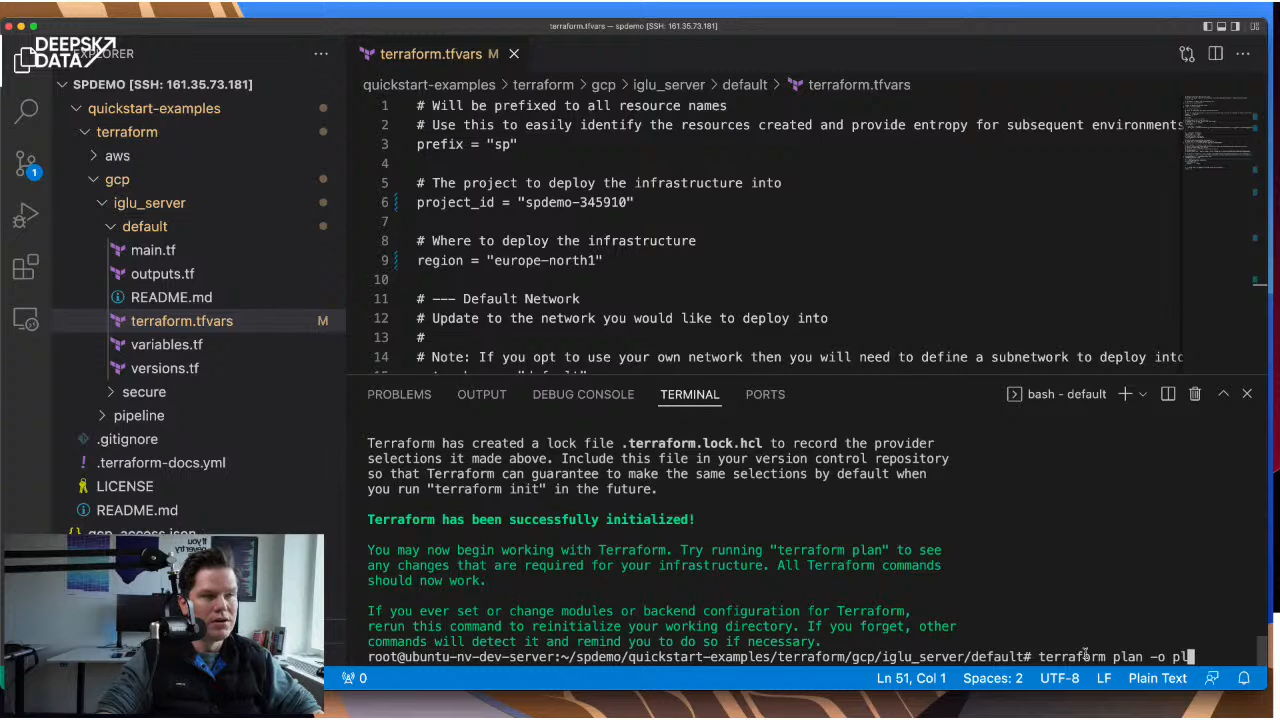 terraform.tfvars — spdemo [SSH: 161.35.73.181]
DEEPSKY
DATA
EXPLORER
SPDEMO [SSH: 161.35.73.181]
quickstart-examples
terraform
aws
gcp
iglu_server
default
main.tf
outputs.tf
README.md
terraform.tfvars M
variables.tf
versions.tf
secure
pipeline
.gitignore
.terraform-docs.yml
LICENSE
README.md
gcp_access.json
1
terraform.tfvars M
quickstart-examples > terraform > gcp > iglu_server > default > terraform.tfvars
1 # Will be prefixed to all resource names
2 # Use this to easily identify the resources created and provide entropy for subsequent environments
3 prefix = "sp"
4
5 # The project to deploy the infrastructure into
6 project_id = "spdemo-345910"
7
8 # Where to deploy the infrastructure
9 region = "europe-north1"
10
11 # --- Default Network
12 # Update to the network you would like to deploy into
13 #
14 # Note: If you opt to use your own network then you will need to define a subnetwork to deploy into
PROBLEMS OUTPUT DEBUG CONSOLE TERMINAL PORTS
bash - default
Terraform has created a lock file .terraform.lock.hcl to record the provider
selections it made above. Include this file in your version control repository
so that Terraform can guarantee to make the same selections by default when
you run "terraform init" in the future.
Terraform has been successfully initialized!
You may now begin working with Terraform. Try running "terraform plan" to see
any changes that are required for your infrastructure. All Terraform commands
should now work.
If you ever set or change modules or backend configuration for Terraform,
rerun this command to reinitialize your working directory. If you forget, other
commands will detect it and remind you to do so if necessary.
root@ubuntu-nv-dev-server:~/spdemo/quickstart-examples/terraform/gcp/iglu_server/default# terraform plan -o pl
0
Ln 51, Col 1 Spaces: 2 UTF-8 LF Plain Text